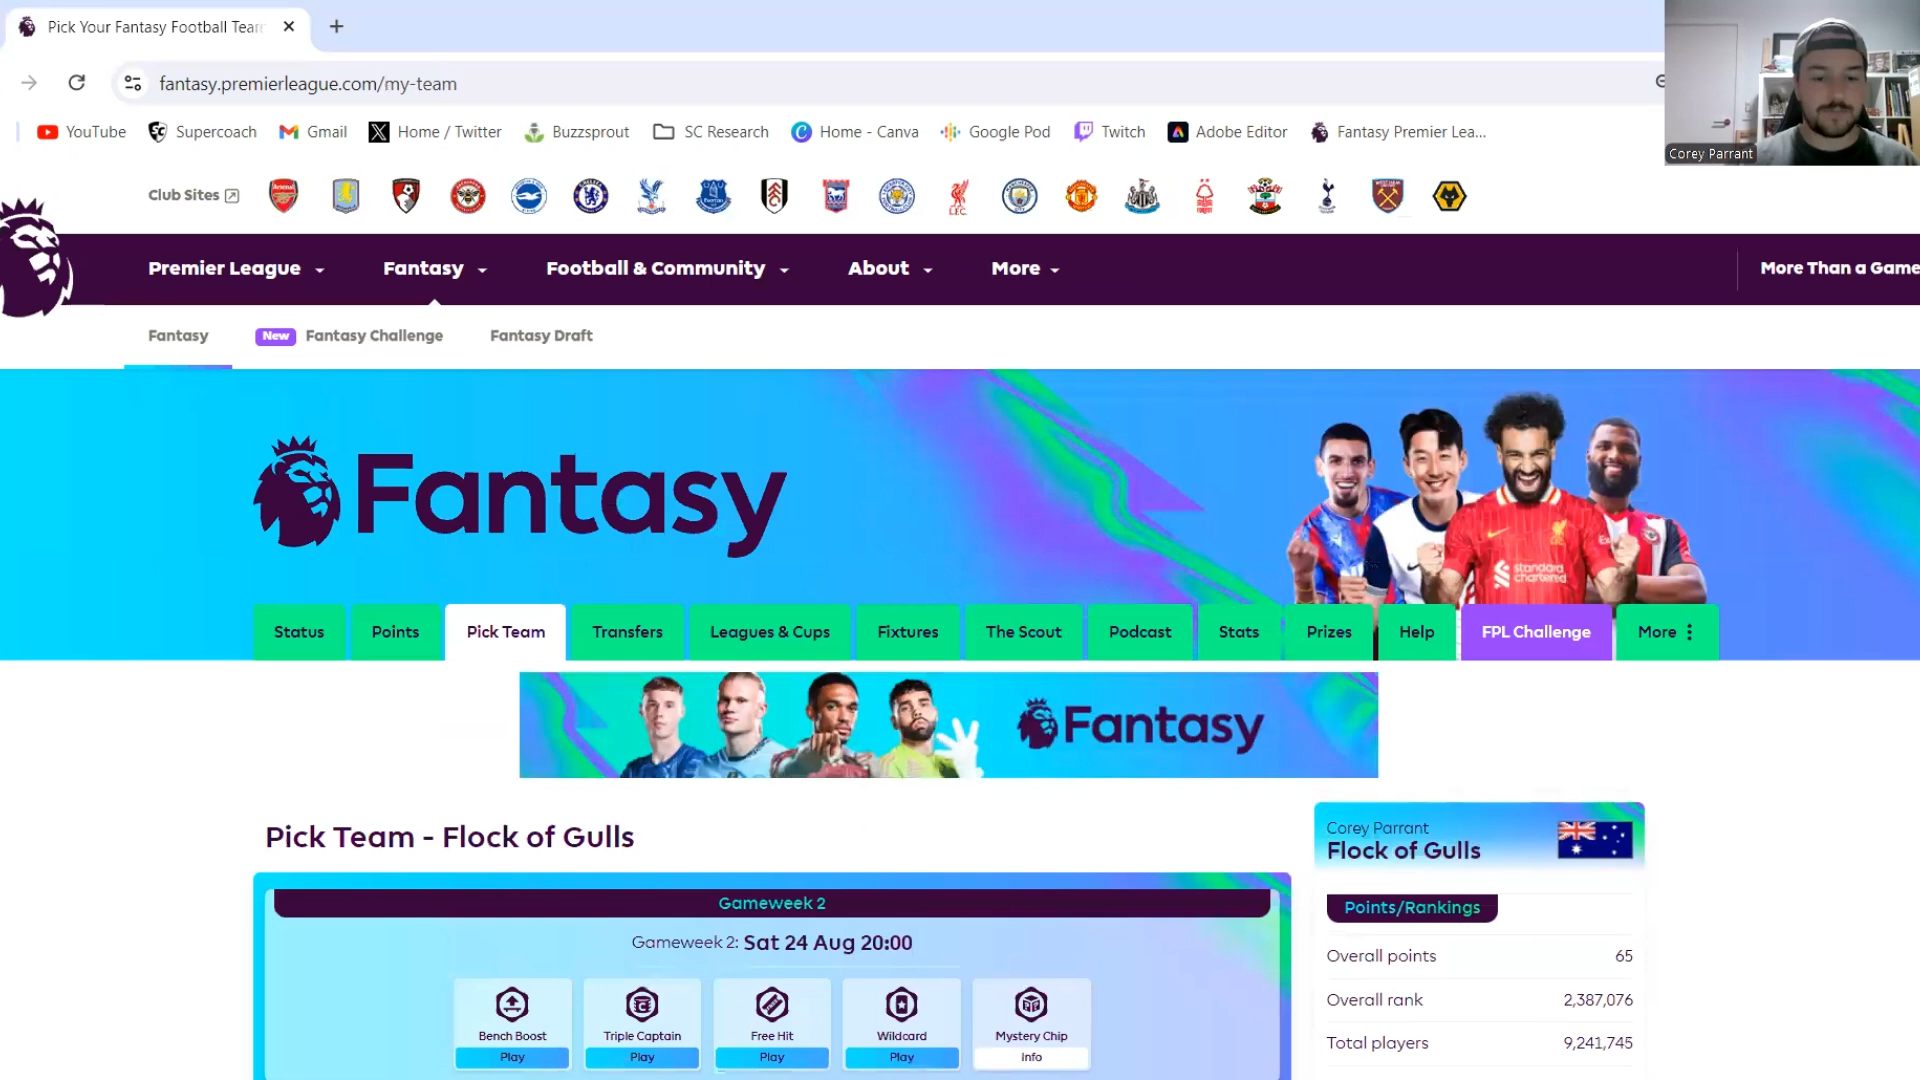 Pick Your Fantasy Football Tear
fantasy.premierleague.com/my-team
YouTube Supercoach Gmail Home / Twitter Buzzsprout SC Research Home - Canva Google Pod Twitch Adobe Editor Fantasy Premier Lea...
Corey Parrant
Club Sites
Premier League Fantasy Football & Community About More More Than a Game
Fantasy New Fantasy Challenge Fantasy Draft
Fantasy
standard
chartered
Status Points Pick Team Transfers Leagues & Cups Fixtures The Scout Podcast Stats Prizes Help FPL Challenge More
Fantasy
Pick Team - Flock of Gulls
Corey Parrant
Flock of Gulls
Gameweek 2
Points/Rankings
Gameweek 2: Sat 24 Aug 20:00
Overall points 65
Overall rank 2,387,076
Total players 9,241,745
Bench Boost Triple Captain Free Hit Wildcard Mystery Chip
Play Play Play Play Info